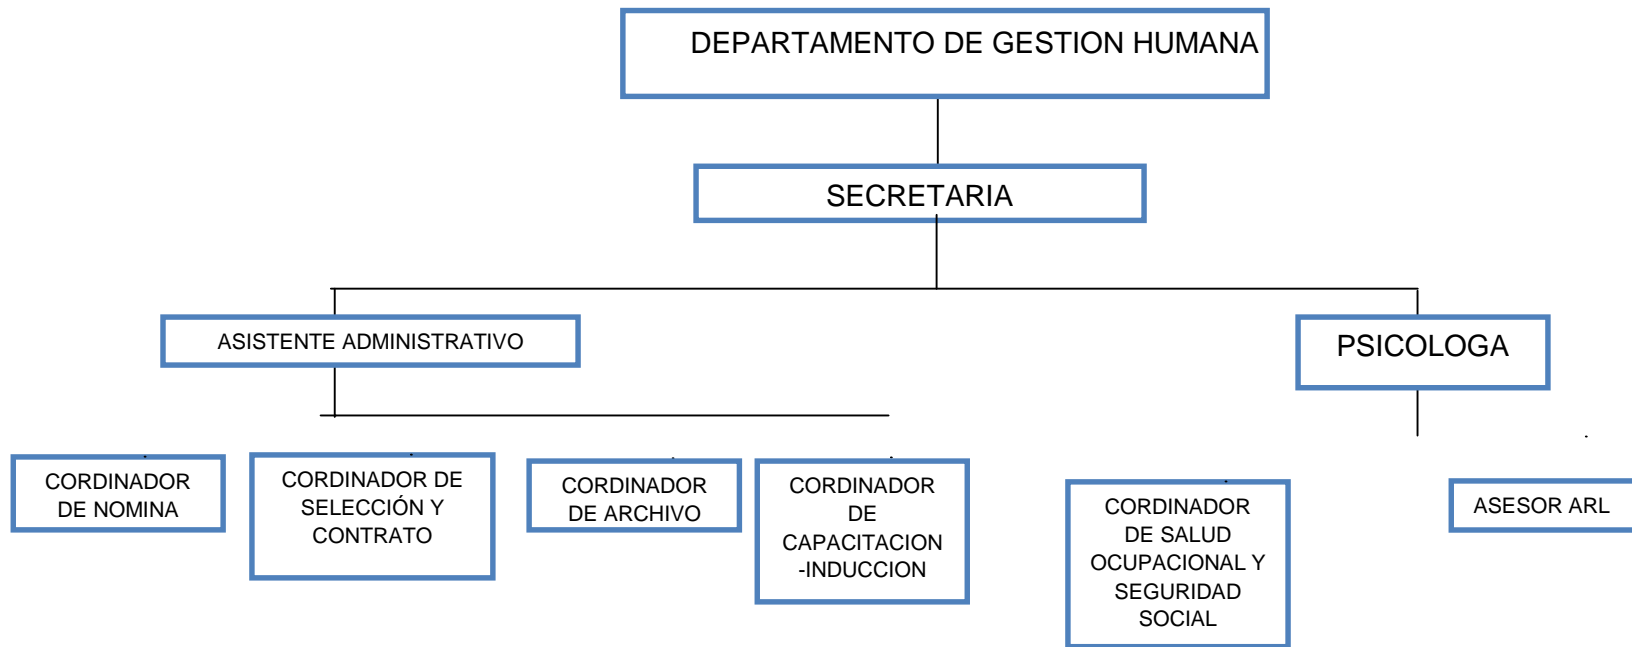 DEPARTAMENTO DE GESTION HUMANA
SECRETARIA
ASISTENTE ADMINISTRATIVO
PSICOLOGA
CORDINADOR
DE NOMINA
CORDINADOR DE
SELECCIÓN Y
CONTRATO
CORDINADOR
DE ARCHIVO
CORDINADOR
DE
CAPACITACION
-INDUCCION
CORDINADOR
DE SALUD
OCUPACIONAL Y
SEGURIDAD
SOCIAL
ASESOR ARL